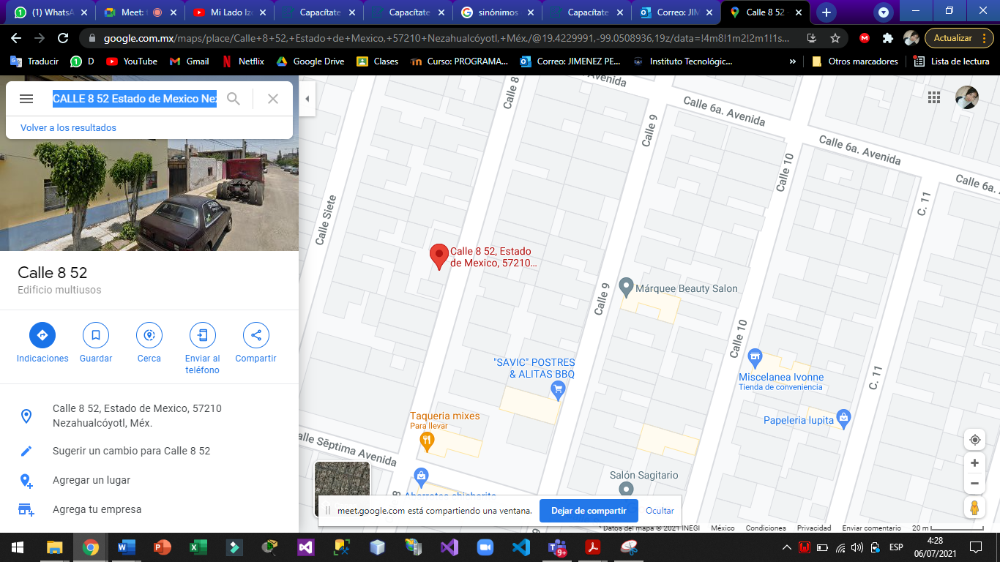 (1) WhatsA
Meet: t
Mi Lado Izo
Capacítate
Capacítate
sinónimos
Capacítate
Correo: JIM
Calle 8 52
google.com.mx/maps/place/Calle+8+52,+Estado+de+Mexico,+57210+Nezahualcóyotl,+Méx./@19.4229991,-99.0508936,19z/data=!4m8!1m2!2m1!1s...
Actualizar
Traducir
D
YouTube
Gmail
Netflix
Google Drive
Clases
Curso: PROGRAMA...
Correo: JIMENEZ PE...
Instituto Tecnológic...
»
Otros marcadores
Lista de lectura
CALLE 8 52 Estado de Mexico Nez
Volver a los resultados
Calle 8 52
Edificio multiusos
Indicaciones
Guardar
Cerca
Enviar al
teléfono
Compartir
Calle 8 52, Estado de Mexico, 57210
Nezahualcóyotl, Méx.
Sugerir un cambio para Calle 8 52
Agregar un lugar
Agrega tu empresa
Calle 8
Avenida
Calle 9
Calle 6a. Avenida
Calle 6a. Avenida
Calle 6a.
Calle 10
C. 11
Calle Siete
Calle 8 52, Estado
de Mexico, 57210...
Calle 9
Márquee Beauty Salon
Calle 10
"SAVIC" POSTRES
& ALITAS BBQ
Miscelanea Ivonne
Tienda de conveniencia
C. 11
Taqueria mixes
Para llevar
Papeleria lupita
alle Sēptima Avenida
Salón Sagitario
8
Abarrotes chicharito
9
meet.google.com está compartiendo una ventana.
Dejar de compartir
Ocultar
Datos del mapa © 2021 INEGI
México
Condiciones
Privacidad
Enviar comentario
20 m
9+
ESP
4:28
06/07/2021